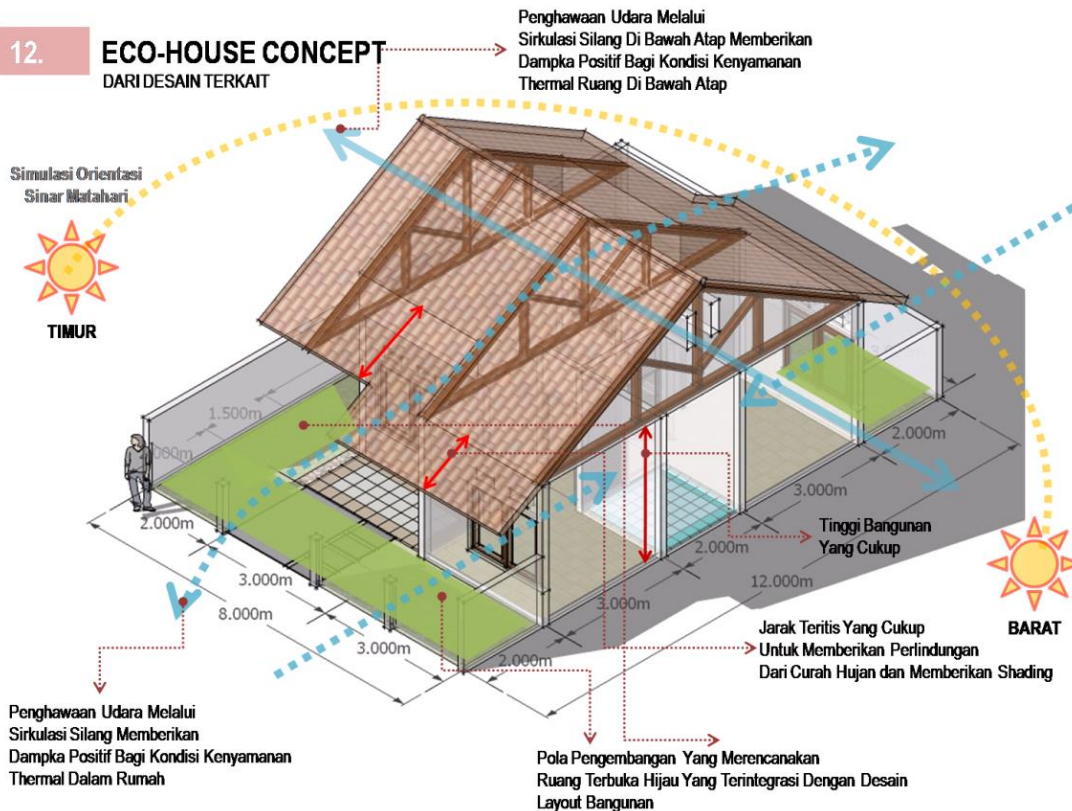 12.
ECO-HOUSE CONCEPT
DARI DESAIN TERKAIT
Penghawaan Udara Melalui
Sirkulasi Silang Di Bawah Atap Memberikan
Dampka Positif Bagi Kondisi Kenyamanan
Thermal Ruang Di Bawah Atap
Simulasi Orientasi
Sinar Matahari
TIMUR
1.500m
2.000m
3.000m
8.000m
3.000m
2.000m
3.000m
2.000m
3.000m
2.000m
12.000m
Tinggi Bangunan
Yang Cukup
BARAT
Jarak Teritis Yang Cukup
Untuk Memberikan Perlindungan
Dari Curah Hujan dan Memberikan Shading
Penghawaan Udara Melalui
Sirkulasi Silang Memberikan
Dampka Positif Bagi Kondisi Kenyamanan
Thermal Dalam Rumah
Pola Pengembangan Yang Merencanakan
Ruang Terbuka Hijau Yang Terintegrasi Dengan Desain
Layout Bangunan